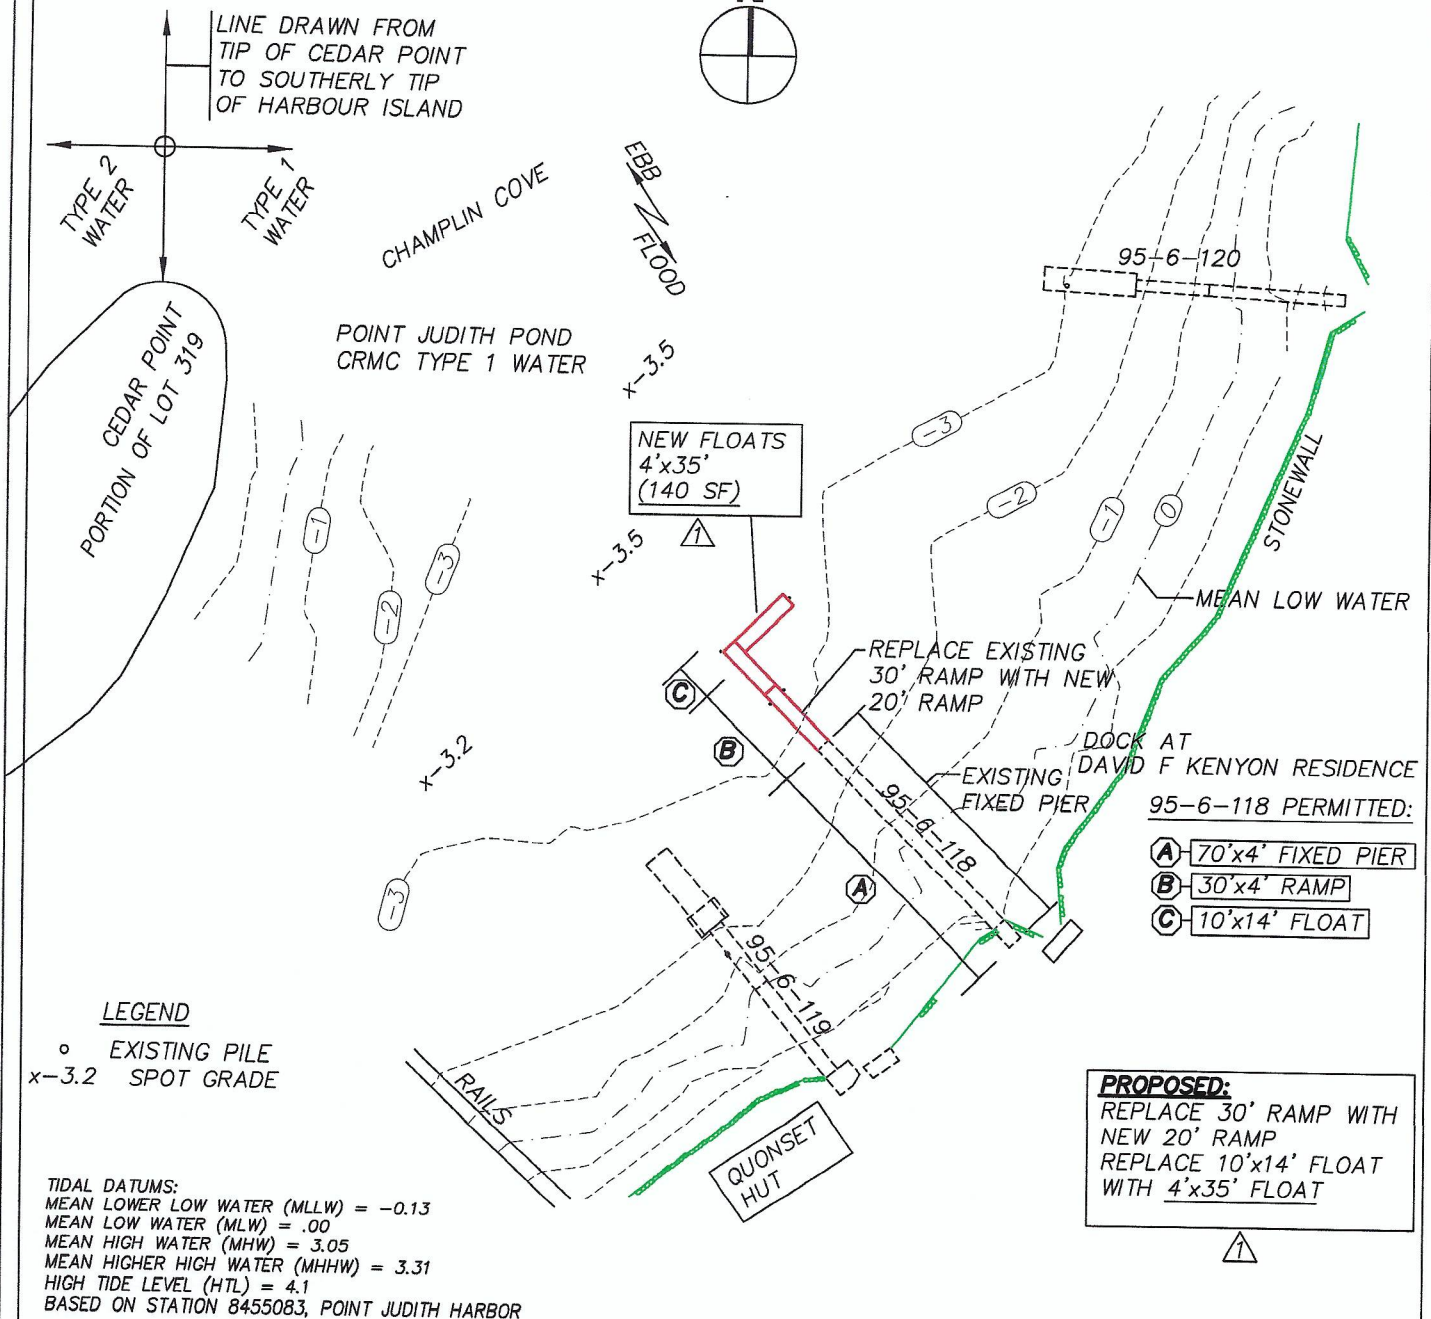 LINE DRAWN FROM
TIP OF CEDAR POINT
TO SOUTHERLY TIP
OF HARBOUR ISLAND
TYPE 2
WATER
TYPE 1
WATER
CHAMPLIN COVE
EBB
FLOOD
95-6-120
POINT JUDITH POND
CRMC TYPE 1 WATER
CEDAR POINT
PORTION OF LOT 319
x-3.5
NEW FLOATS
4'x35'
(140 SF)
1
x-3.5
-3
-2
-1
0
STONEWALL
MEAN LOW WATER
-1
-2
-3
REPLACE EXISTING
30' RAMP WITH NEW
20' RAMP
C
B
A
x-3.2
EXISTING
FIXED PIER
95-6-118
DOCK AT
DAVID F KENYON RESIDENCE
95-6-118 PERMITTED:
A 70'x4' FIXED PIER
B 30'x4' RAMP
C 10'x14' FLOAT
-3
95-6-119
LEGEND
EXISTING PILE
x-3.2 SPOT GRADE
RAILS
QUONSET
HUT
PROPOSED:
REPLACE 30' RAMP WITH
NEW 20' RAMP
REPLACE 10'x14' FLOAT
WITH 4'x35' FLOAT
1
TIDAL DATUMS:
MEAN LOWER LOW WATER (MLLW) = -0.13
MEAN LOW WATER (MLW) = .00
MEAN HIGH WATER (MHW) = 3.05
MEAN HIGHER HIGH WATER (MHHW) = 3.31
HIGH TIDE LEVEL (HTL) = 4.1
BASED ON STATION 8455083, POINT JUDITH HARBOR